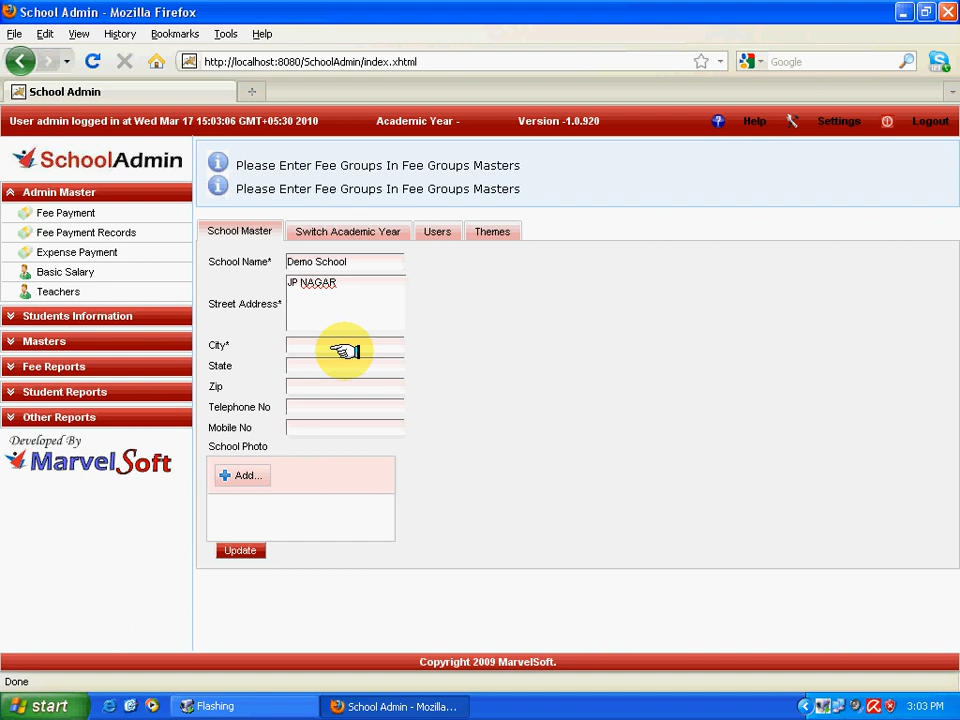 School Admin - Mozilla Firefox
File Edit View History Bookmarks Tools Help
http://localhost:8080/SchoolAdmin/index.xhtml
Google
School Admin
User admin logged in at Wed Mar 17 15:03:06 GMT+05:30 2010 Academic Year - Version -1.0.920 Help Settings Logout
SchoolAdmin
Please Enter Fee Groups In Fee Groups Masters
Please Enter Fee Groups In Fee Groups Masters
Admin Master
Fee Payment
Fee Payment Records
Expense Payment
Basic Salary
Teachers
Students Information
Masters
Fee Reports
Student Reports
Other Reports
Developed By
MarvelSoft
School Master Switch Academic Year Users Themes
School Name* Demo School
Street Address* JP NAGAR
City*
State
Zip
Telephone No
Mobile No
School Photo
Add...
Update
Copyright 2009 MarvelSoft.
Done
start Flashing School Admin - Mozilla... 3:03 PM